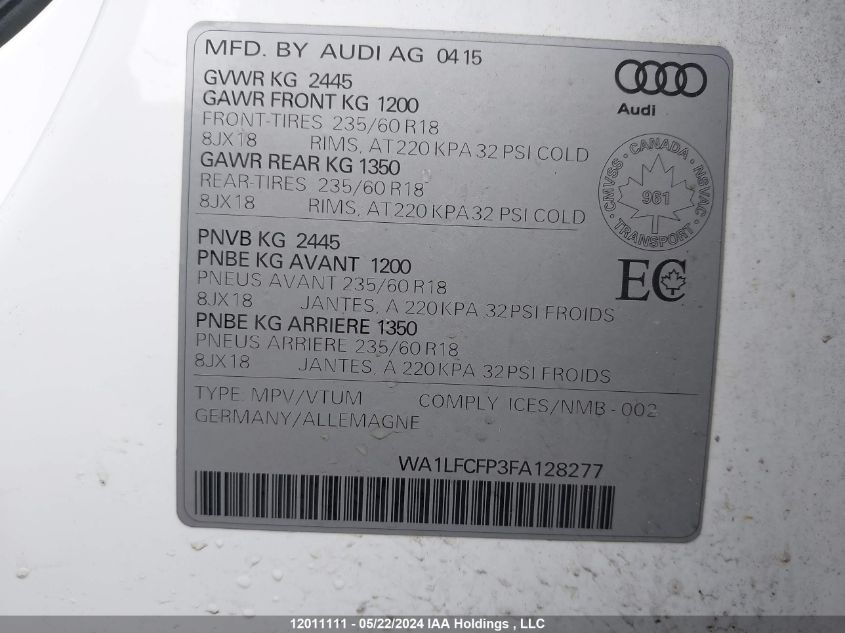 MFD. BY AUDI AG 0415
GVWR KG 2445
GAWR FRONT KG 1200
FRONT-TIRES 235/60 R18
8JX18 RIMS, AT 220 KPA 32 PSI COLD
GAWR REAR KG 1350
REAR-TIRES 235/60 R18
8JX18 RIMS, AT 220 KPA 32 PSI COLD
Audi
CMVSS · CANADA · NSVAC · TRANSPORT ·
961
PNVB KG 2445
PNBE KG AVANT 1200
PNEUS AVANT 235/60 R18
8JX18 JANTES, A 220 KPA 32 PSI FROIDS
PNBE KG ARRIERE 1350
PNEUS ARRIERE 235/60 R18
8JX18 JANTES, A 220 KPA 32 PSI FROIDS
EC
TYPE: MPV/VTUM COMPLY ICES/NMB - 002
GERMANY/ALLEMAGNE
WA1LFCFP3FA128277
12011111 - 05/22/2024 IAA Holdings , LLC